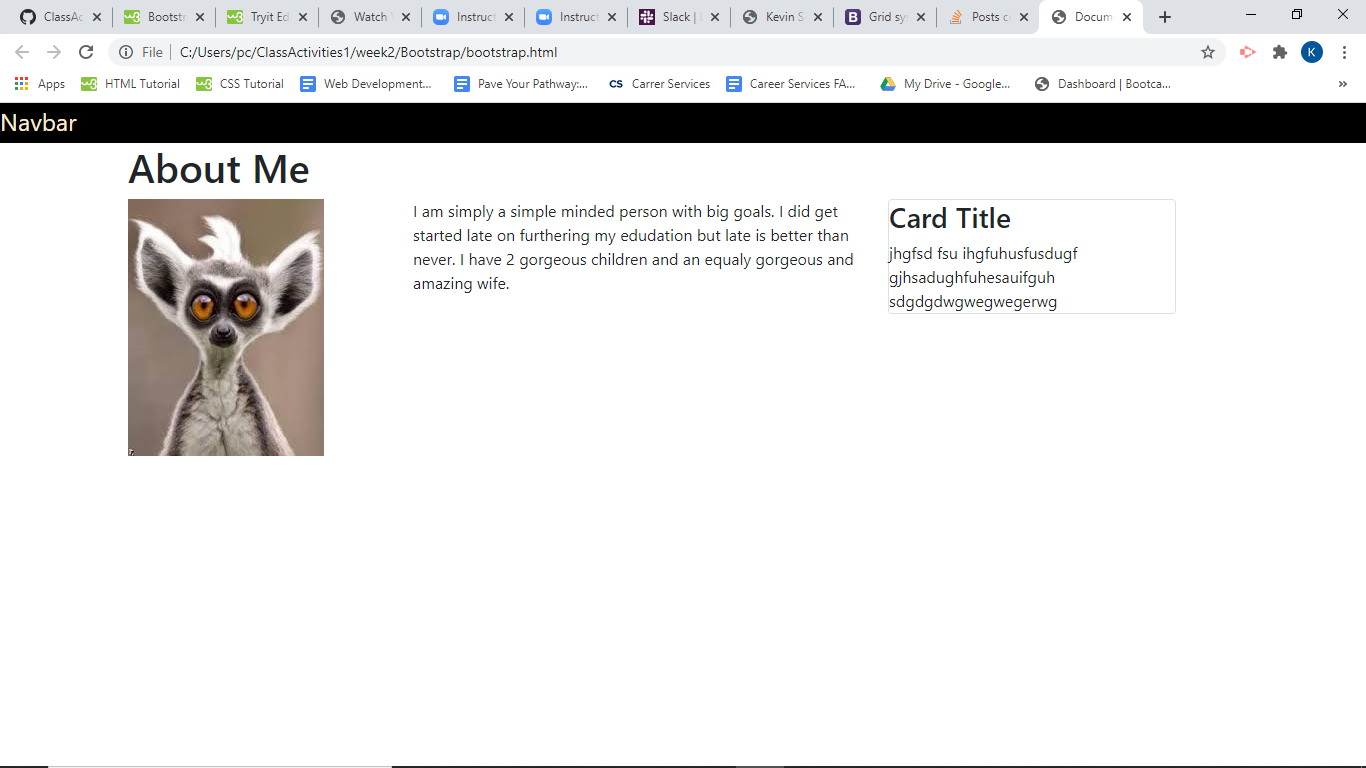 ClassAc
Bootstr
Tryit Ed
Watch
Instruct
Instruct
Slack |
Kevin S
Grid sys
Posts c
Docum
File
C:/Users/pc/ClassActivities1/week2/Bootstrap/bootstrap.html
K
Apps
HTML Tutorial
CSS Tutorial
Web Development...
Pave Your Pathway:...
CS Carrer Services
Career Services FA...
My Drive - Google...
Dashboard | Bootca...
Navbar
About Me
I am simply a simple minded person with big goals. I did get
started late on furthering my edudation but late is better than
never. I have 2 gorgeous children and an equaly gorgeous and
amazing wife.
Card Title
jhgfsd fsu ihgfuhusfusdugf
gjhsadughfuhesauifguh
sdgdgdwgwegwegerwg